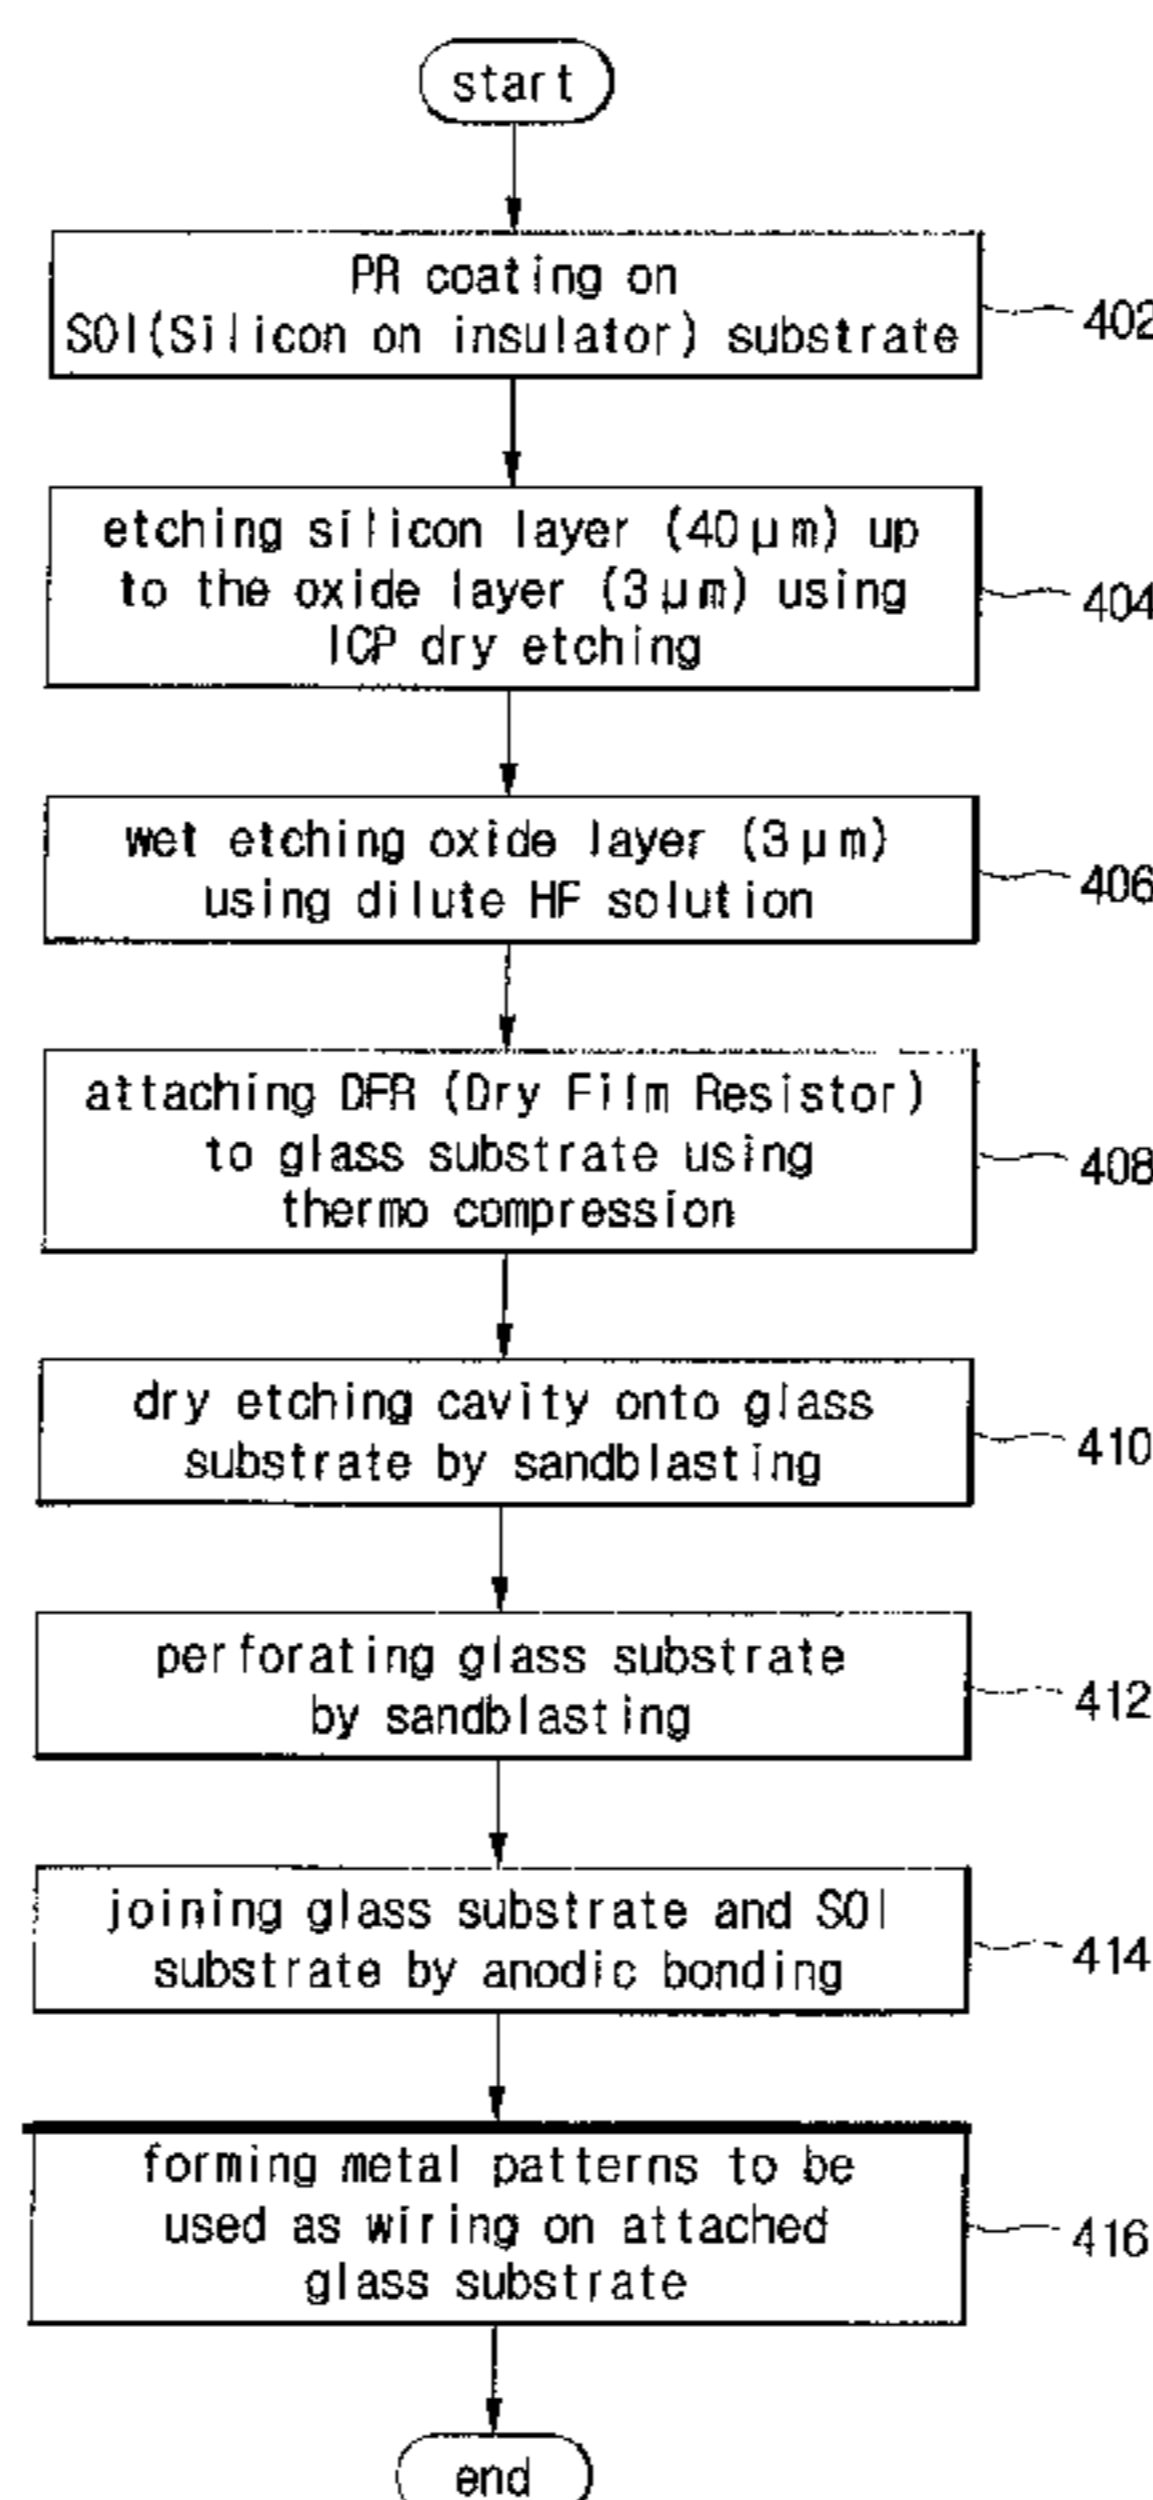 start
PR coating on
SOI(Silicon on insulator) substrate
402
etching silicon layer (40μm) up
to the oxide layer (3μm) using
ICP dry etching
404
wet etching oxide layer (3μm)
using dilute HF solution
406
attaching DFR (Dry Film Resistor)
to glass substrate using
thermo compression
408
dry etching cavity onto glass
substrate by sandblasting
410
perforating glass substrate
by sandblasting
412
joining glass substrate and SOI
substrate by anodic bonding
414
forming metal patterns to be
used as wiring on attached
glass substrate
416
end